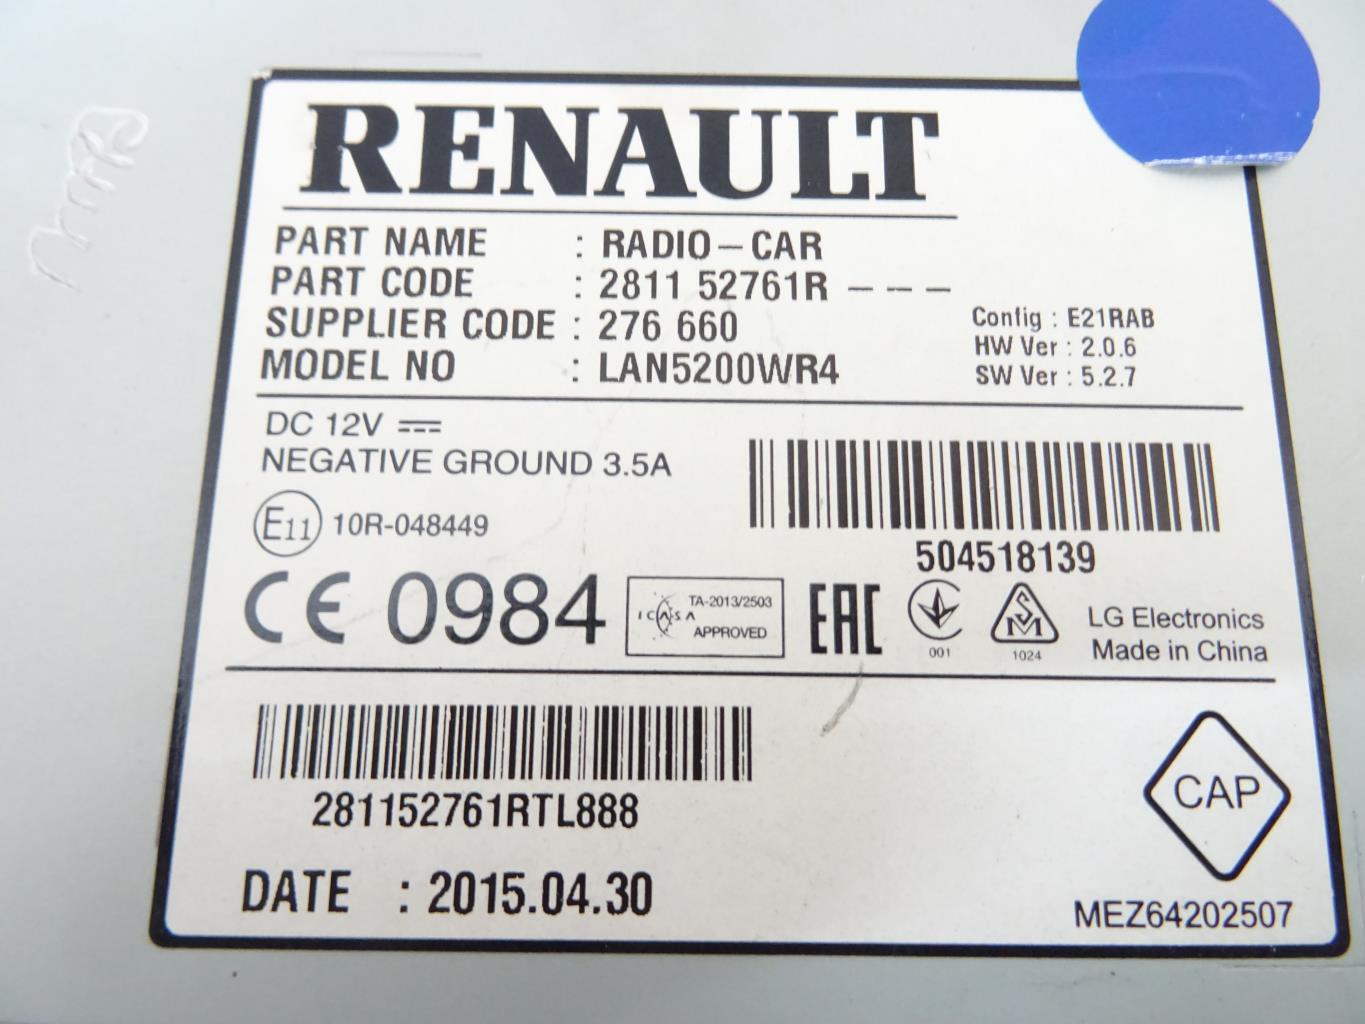 RENAULT
PART NAME : RADIO-CAR
PART CODE : 2811 52761R - - -
SUPPLIER CODE : 276 660
MODEL NO : LAN5200WR4
Config : E21RAB
HW Ver : 2.0.6
SW Ver : 5.2.7
DC 12V
NEGATIVE GROUND 3.5A
E11 10R-048449
504518139
CE 0984
ICASA TA-2013/2503
APPROVED
EAC
001
SM
1024
LG Electronics
Made in China
281152761RTL888
CAP
DATE : 2015.04.30
MEZ64202507